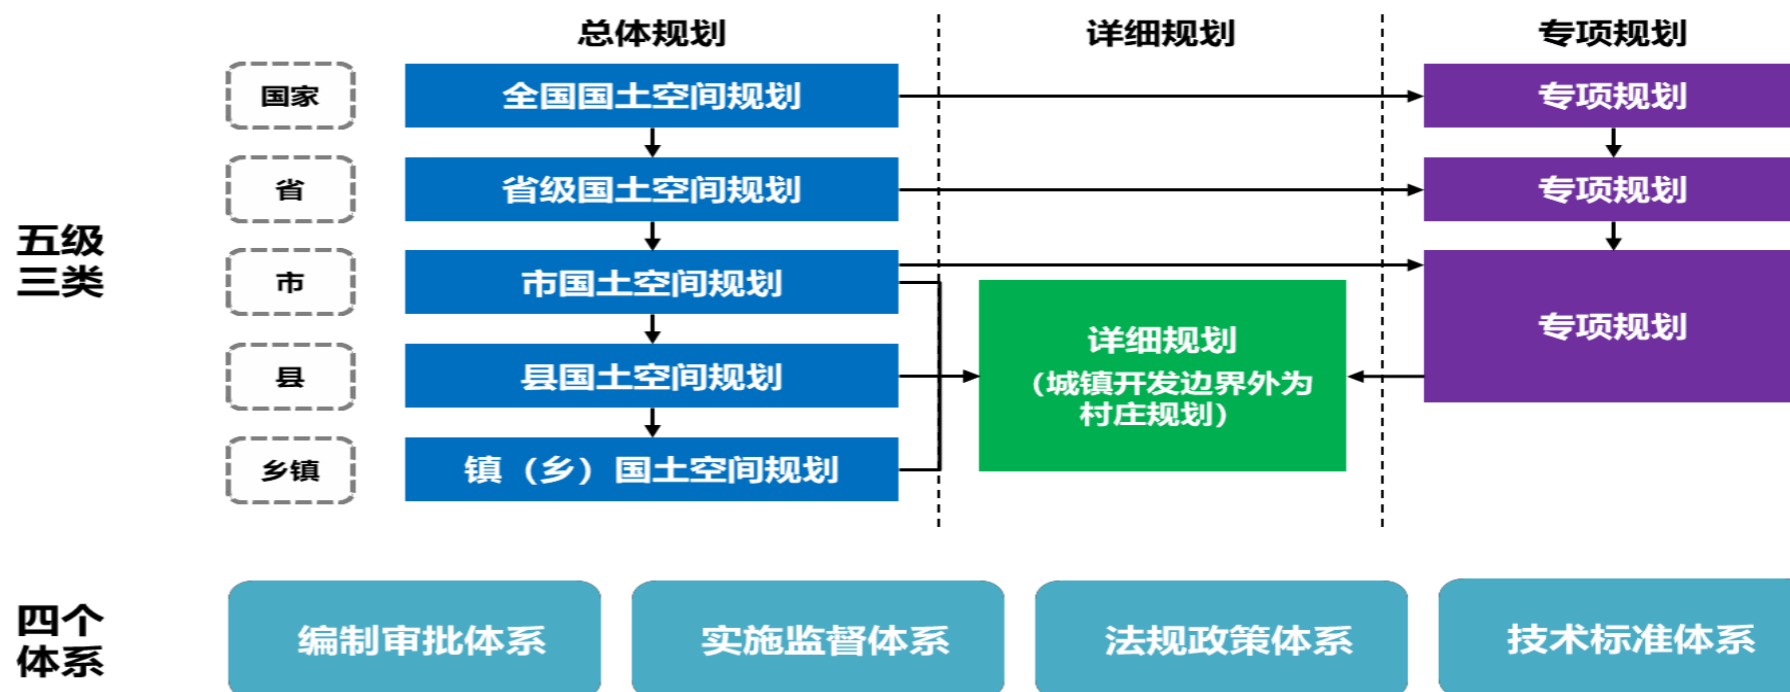 总体规划
详细规划
专项规划
国家
全国国土空间规划
专项规划
省
省级国土空间规划
专项规划
五级
三类
市
市国土空间规划
专项规划
详细规划
（城镇开发边界外为
村庄规划）
县
县国土空间规划
乡镇
镇（乡）国土空间规划
四个
体系
编制审批体系
实施监督体系
法规政策体系
技术标准体系